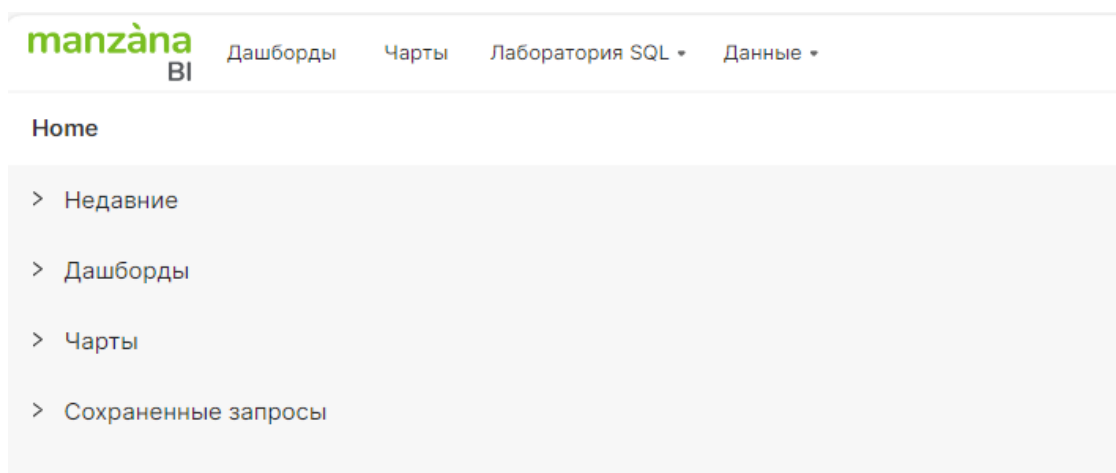 manzàna
BI
Дашборды Чарты Лаборатория SQL Данные
Home
Недавние
Дашборды
Чарты
Сохраненные запросы